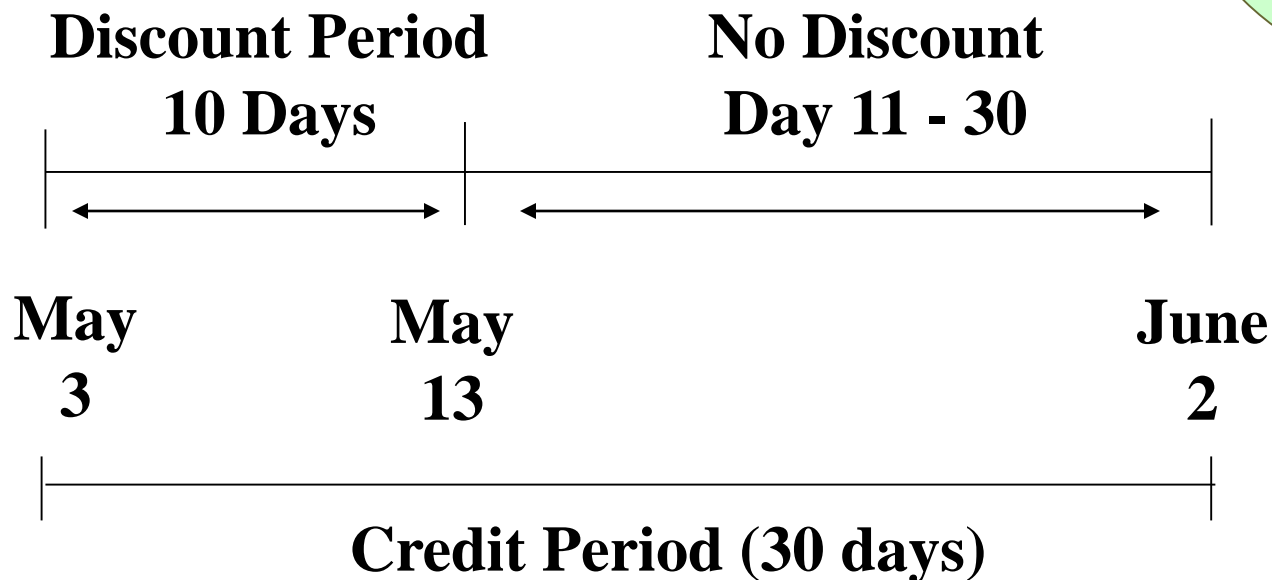 Discount Period
10 Days
No Discount
Day 11 - 30
May
3
May
13
June
2
Credit Period (30 days)